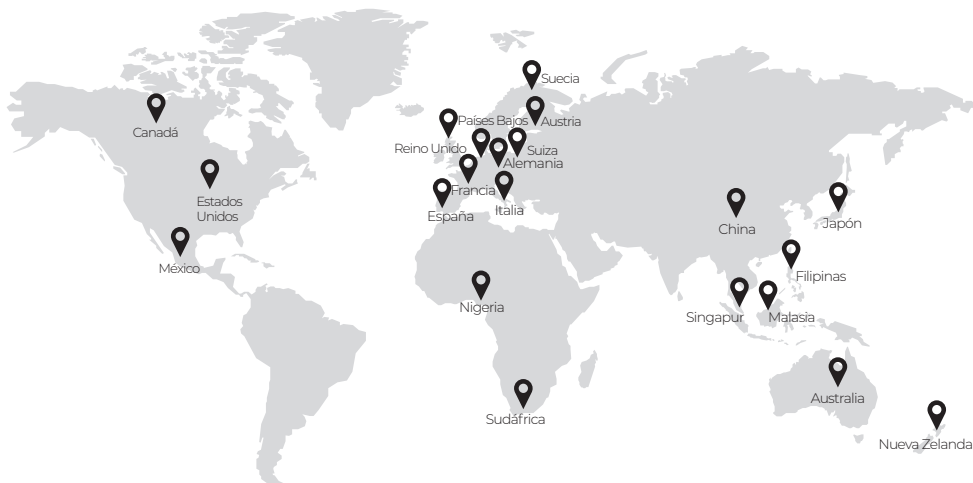 Suecia
Canadá
Países Bajos
Austria
Reino Unido
Suiza
Alemania
Francia
Estados
Unidos
España
Italia
China
Japón
México
Filipinas
Nigeria
Singapur
Malasia
Australia
Sudáfrica
Nueva Zelanda